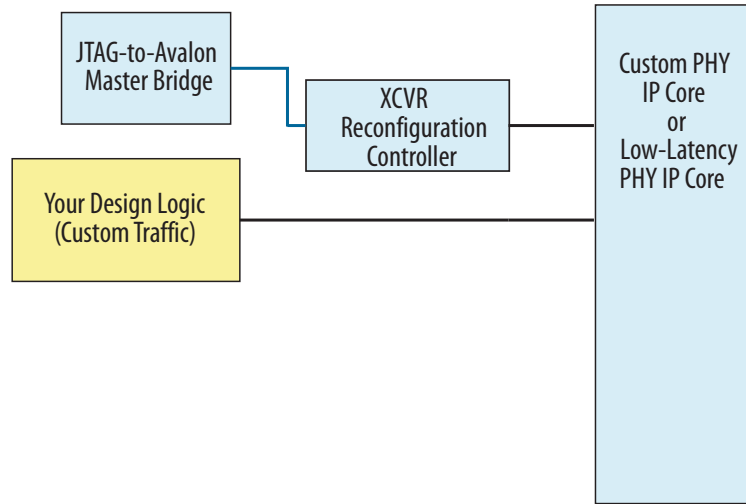 JTAG-to-Avalon
Master Bridge
XCVR
Reconfiguration
Controller
Custom PHY
IP Core
or
Low-Latency
PHY IP Core
Your Design Logic
(Custom Traffic)